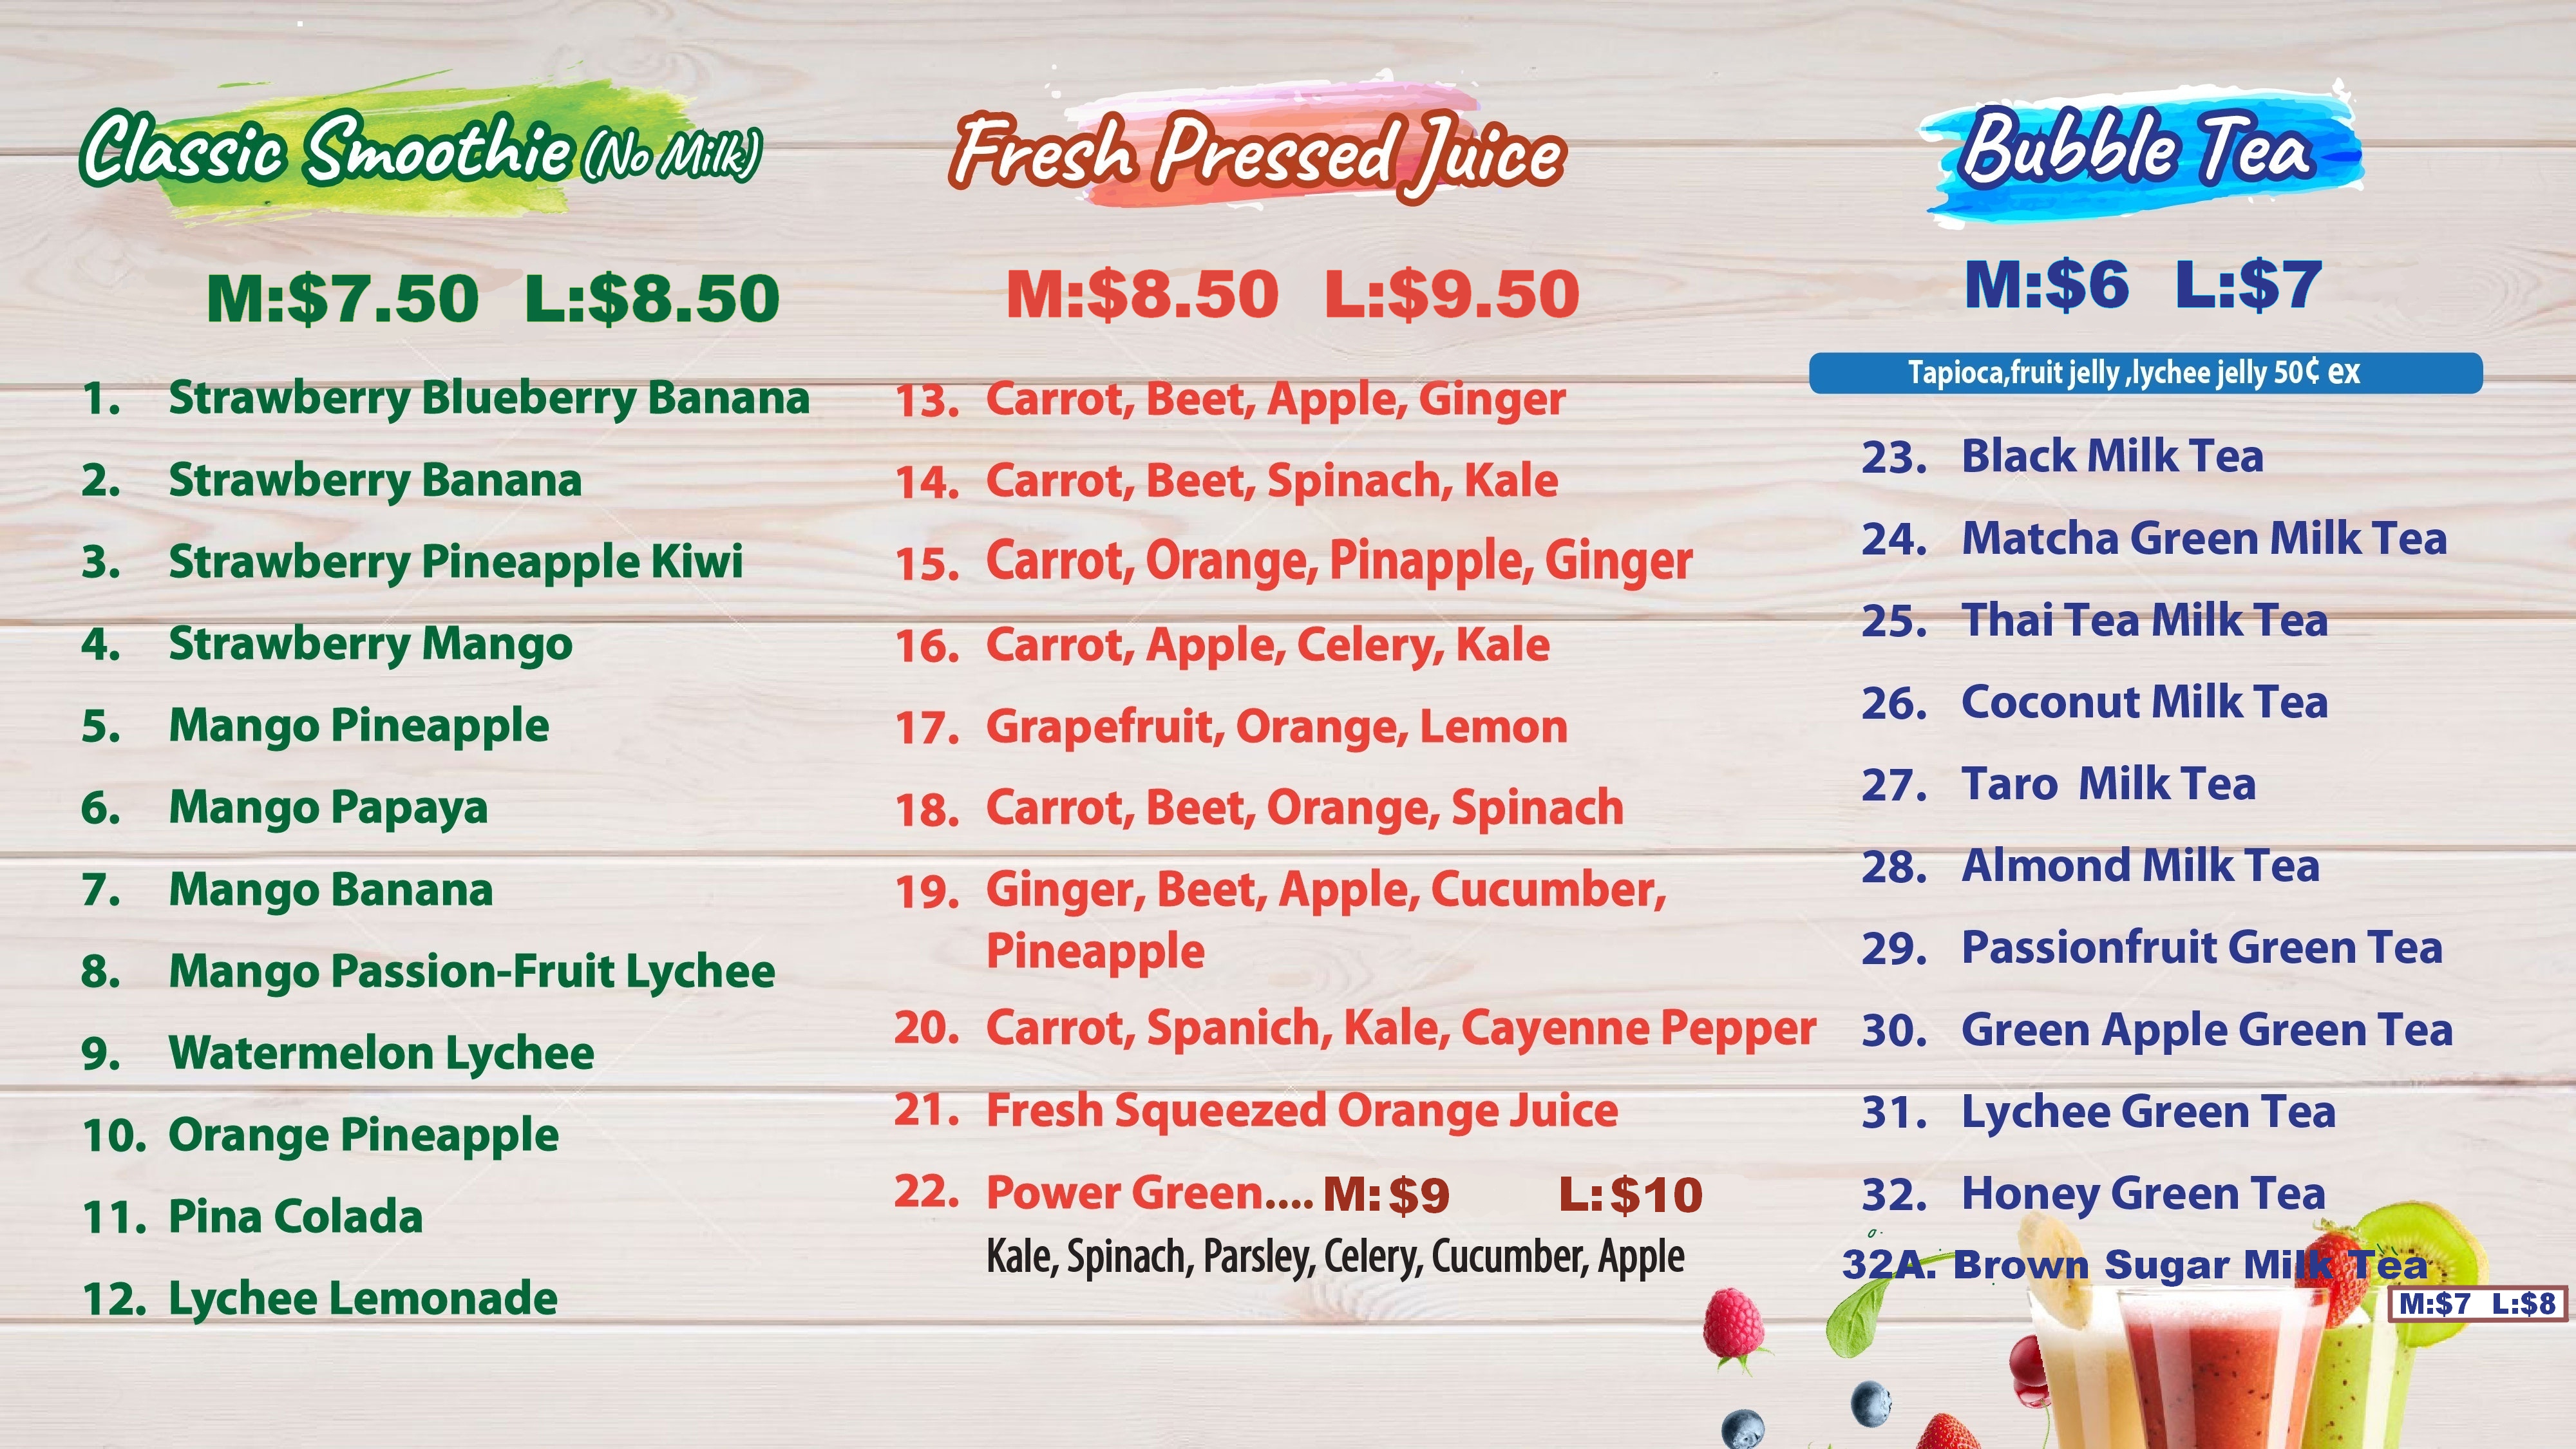 Classic Smoothie (No Milk)
M:$7.50 L:$8.50
1. Strawberry Blueberry Banana
2. Strawberry Banana
3. Strawberry Pineapple Kiwi
4. Strawberry Mango
5. Mango Pineapple
6. Mango Papaya
7. Mango Banana
8. Mango Passion-Fruit Lychee
9. Watermelon Lychee
10. Orange Pineapple
11. Pina Colada
12. Lychee Lemonade
Fresh Pressed Juice
M:$8.50 L:$9.50
13. Carrot, Beet, Apple, Ginger
14. Carrot, Beet, Spinach, Kale
15. Carrot, Orange, Pinapple, Ginger
16. Carrot, Apple, Celery, Kale
17. Grapefruit, Orange, Lemon
18. Carrot, Beet, Orange, Spinach
19. Ginger, Beet, Apple, Cucumber,
Pineapple
20. Carrot, Spanich, Kale, Cayenne Pepper
21. Fresh Squeezed Orange Juice
22. Power Green.... M: $9 L: $10
Kale, Spinach, Parsley, Celery, Cucumber, Apple
Bubble Tea
M:$6 L:$7
Tapioca,fruit jelly ,lychee jelly 50¢ ex
23. Black Milk Tea
24. Matcha Green Milk Tea
25. Thai Tea Milk Tea
26. Coconut Milk Tea
27. Taro Milk Tea
28. Almond Milk Tea
29. Passionfruit Green Tea
30. Green Apple Green Tea
31. Lychee Green Tea
32. Honey Green Tea
32A. Brown Sugar Milk Tea
M:$7 L:$8